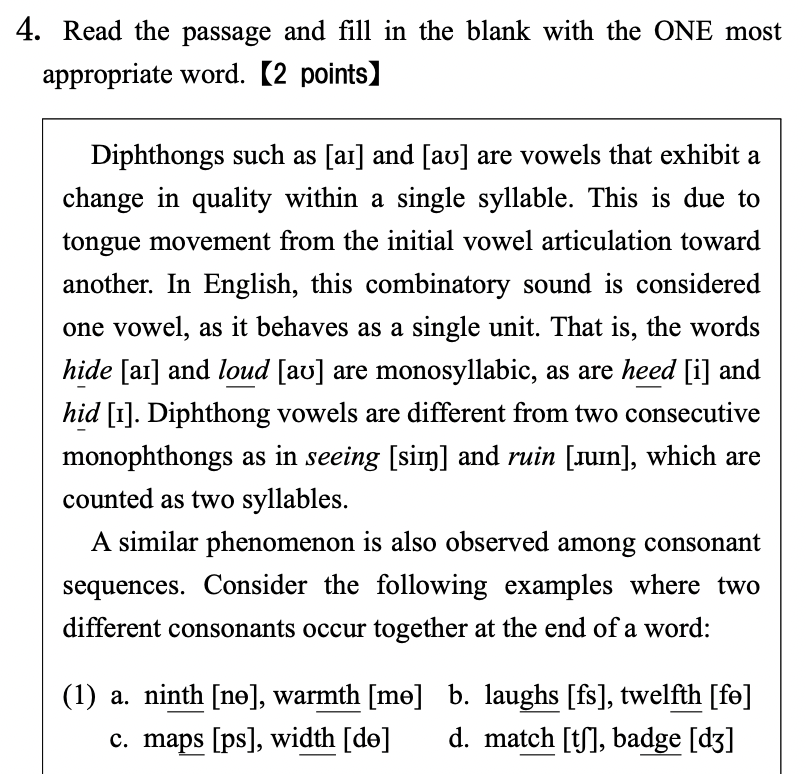 4. Read the passage and fill in the blank with the ONE most
appropriate word. 【2 points】
Diphthongs such as [aɪ] and [aʊ] are vowels that exhibit a
change in quality within a single syllable. This is due to
tongue movement from the initial vowel articulation toward
another. In English, this combinatory sound is considered
one vowel, as it behaves as a single unit. That is, the words
hide [aɪ] and loud [aʊ] are monosyllabic, as are heed [i] and
hid [ɪ]. Diphthong vowels are different from two consecutive
monophthongs as in seeing [siɪŋ] and ruin [ɹuɪn], which are
counted as two syllables.
A similar phenomenon is also observed among consonant
sequences. Consider the following examples where two
different consonants occur together at the end of a word:
(1) a. ninth [nɵ], warmth [mɵ] b. laughs [fs], twelfth [fɵ]
c. maps [ps], width [dɵ] d. match [tʃ], badge [dʒ]